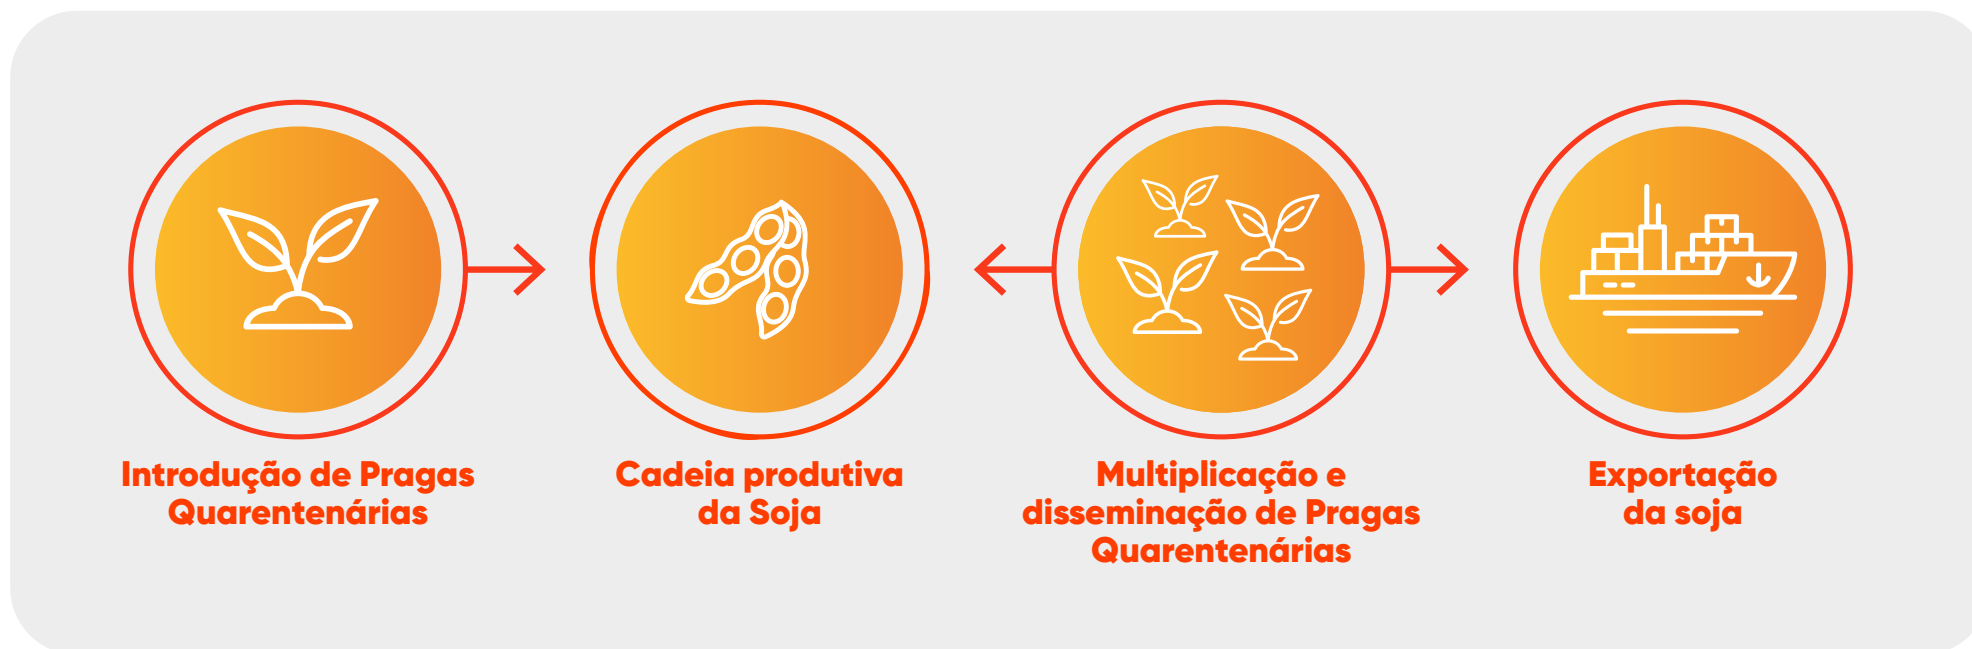 Introdução de Pragas
Quarentenárias
Cadeia produtiva
da Soja
Multiplicação e
disseminação de Pragas
Quarentenárias
Exportação
da soja